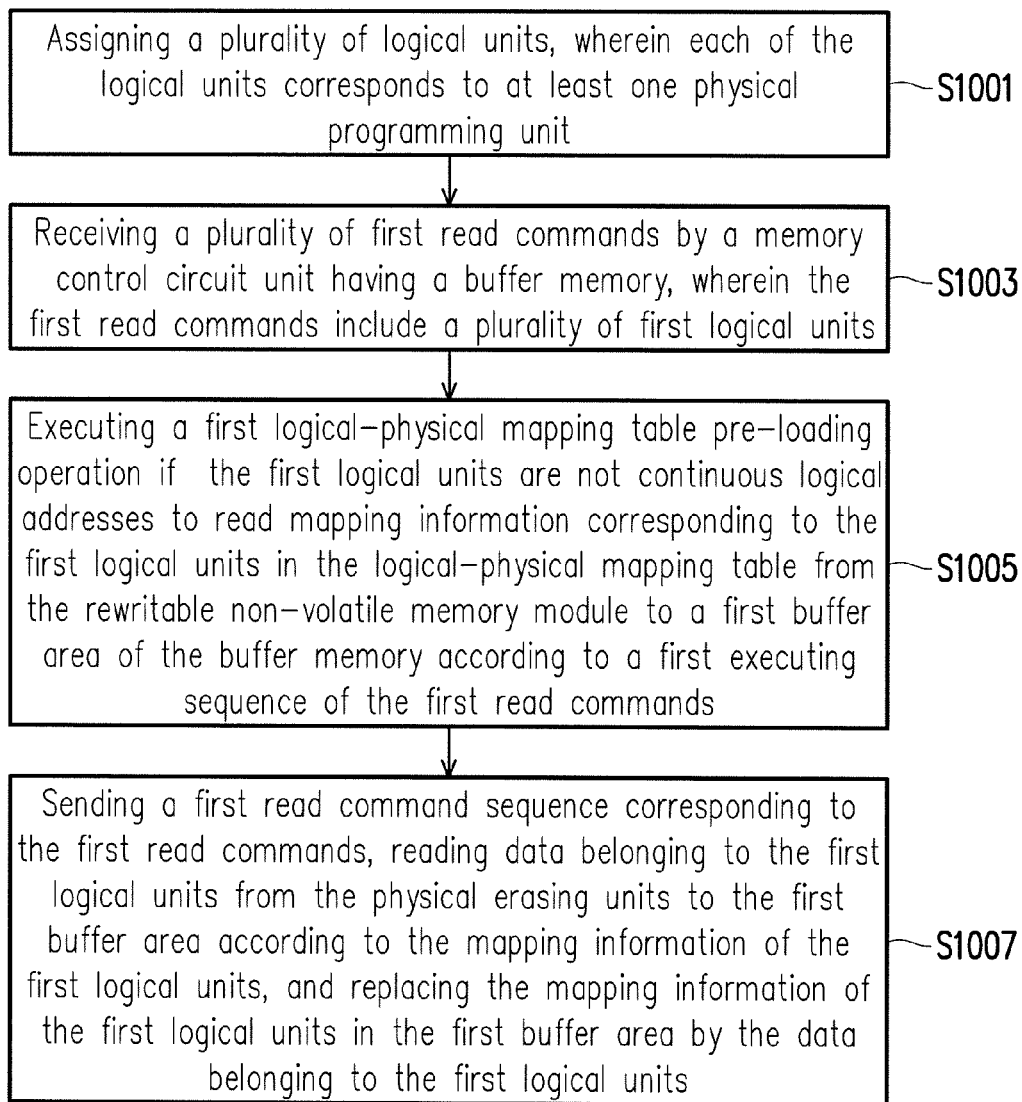 Assigning a plurality of logical units, wherein each of the
logical units corresponds to at least one physical
programming unit
S1001
Receiving a plurality of first read commands by a memory
control circuit unit having a buffer memory, wherein the
first read commands include a plurality of first logical units
S1003
Executing a first logical-physical mapping table pre-loading
operation if the first logical units are not continuous logical
addresses to read mapping information corresponding to the
first logical units in the logical-physical mapping table from
the rewritable non-volatile memory module to a first buffer
area of the buffer memory according to a first executing
sequence of the first read commands
S1005
Sending a first read command sequence corresponding to
the first read commands, reading data belonging to the first
logical units from the physical erasing units to the first
buffer area according to the mapping information of the
first logical units, and replacing the mapping information of
the first logical units in the first buffer area by the data
belonging to the first logical units
S1007